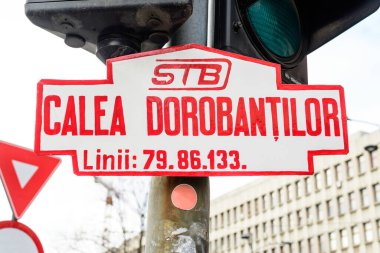 STB
CALEA DOROBANȚILOR
Linii: 79.86.133.